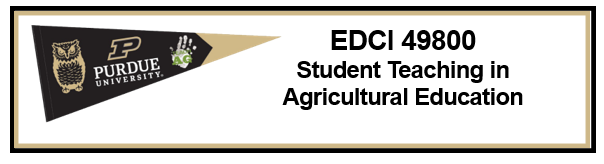 P
PURDUE
UNIVERSITY®
AG
EDCI 49800
Student Teaching in
Agricultural Education